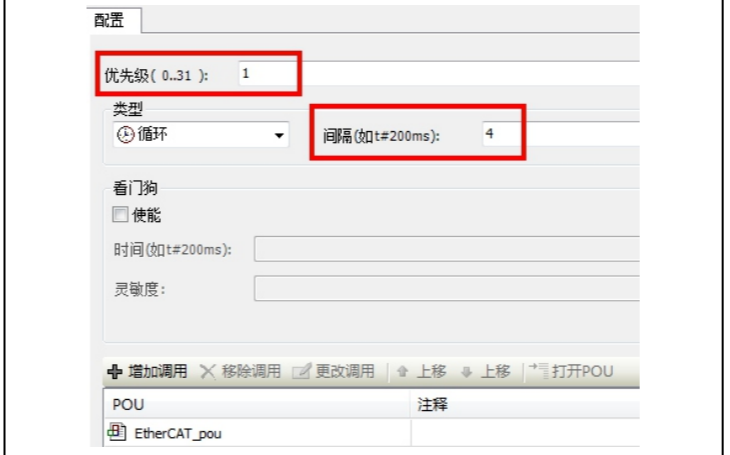 配置
优先级( 0..31 ): 1
类型
循环 间隔(如t#200ms): 4
看门狗
使能
时间(如t#200ms):
灵敏度:
增加调用 移除调用 更改调用 上移 上移 打开POU
POU 注释
EtherCAT_pou